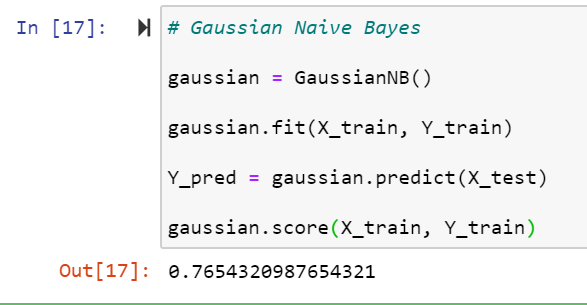 In [17]: # Gaussian Naive Bayes
gaussian = GaussianNB()
gaussian.fit(X_train, Y_train)
Y_pred = gaussian.predict(X_test)
gaussian.score(X_train, Y_train)
Out[17]: 0.7654320987654321